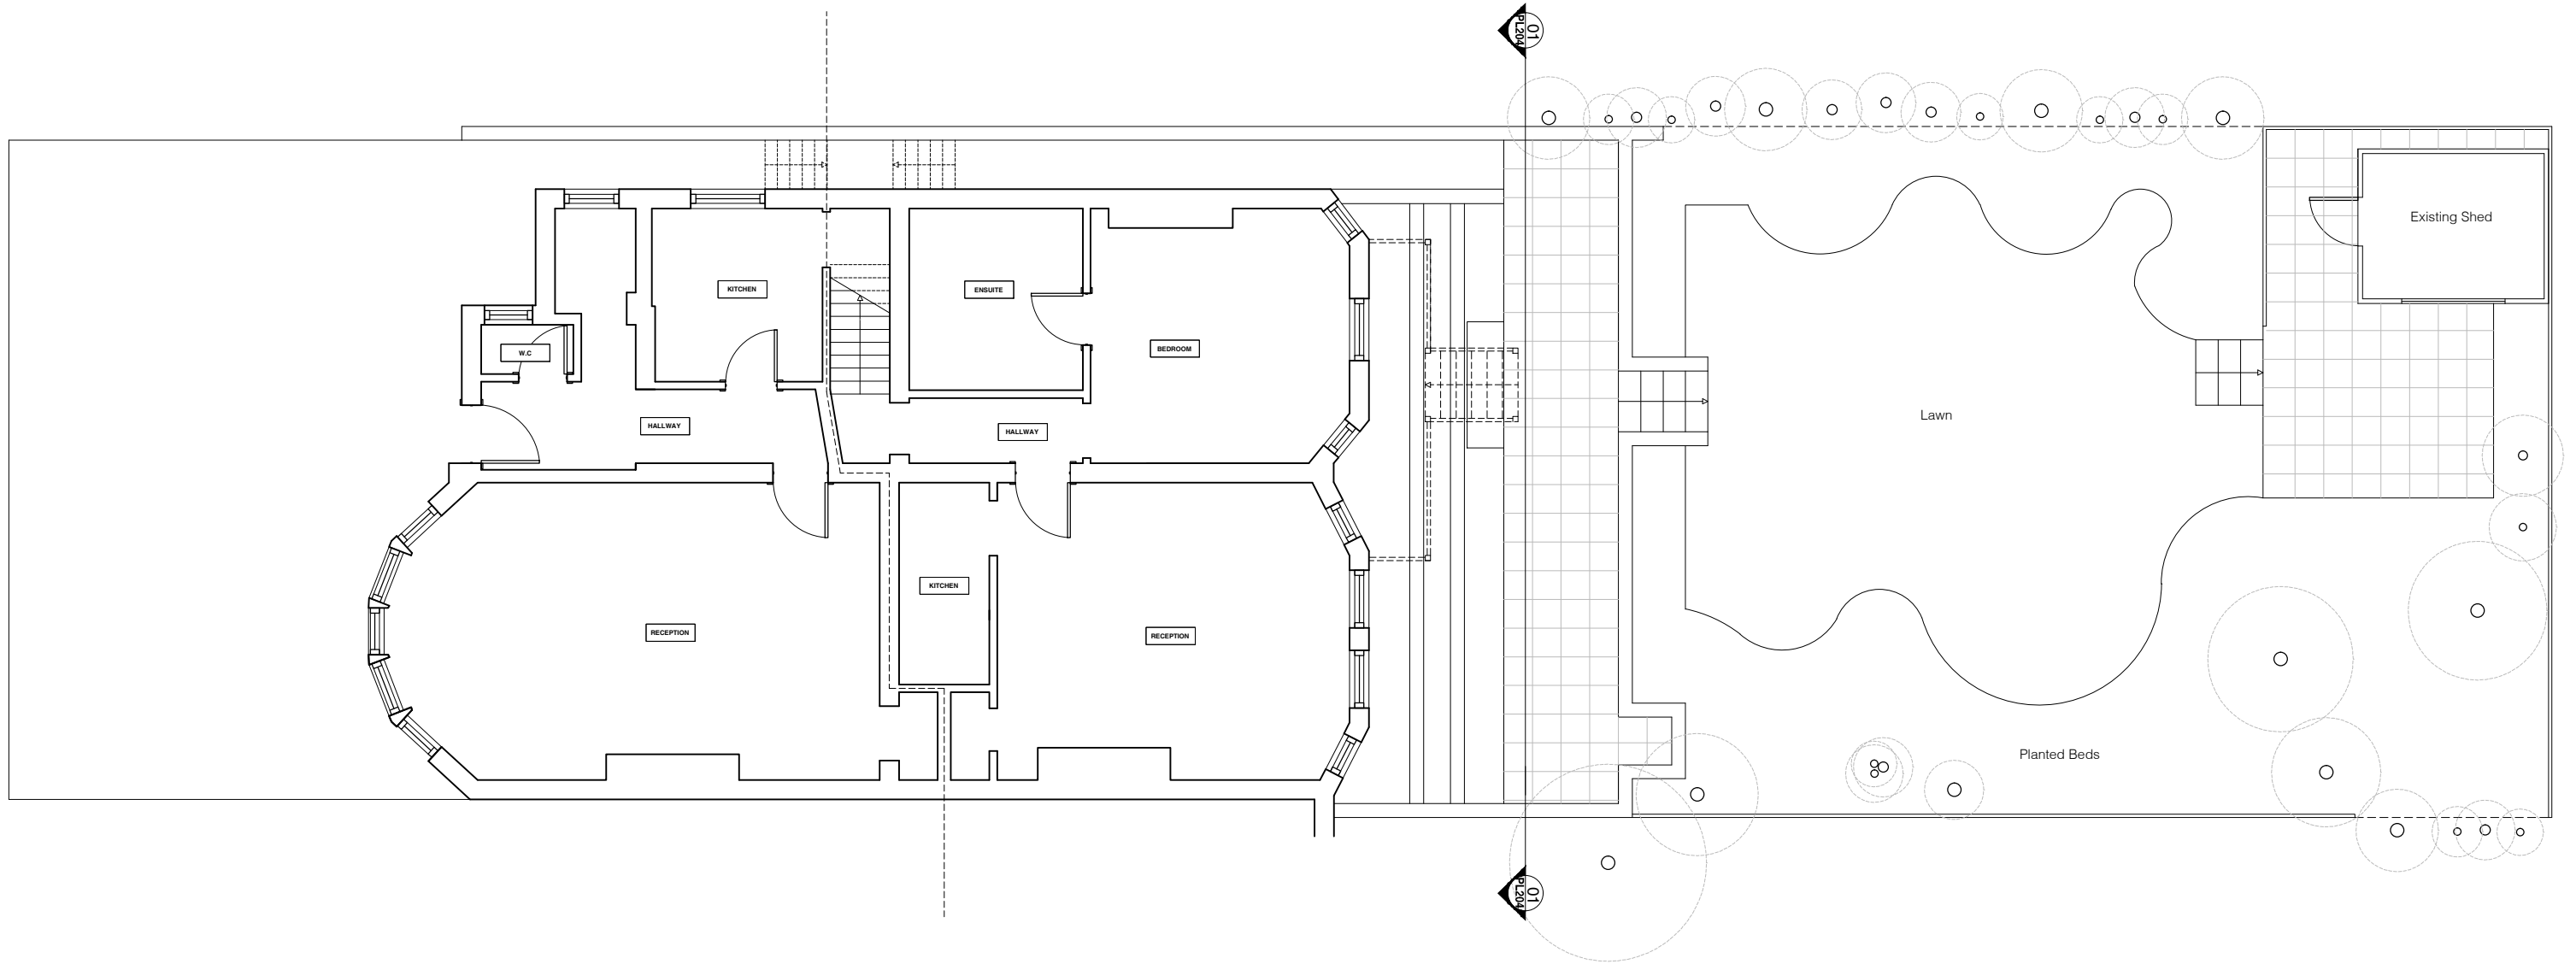 01
PL204
Existing Shed
KITCHEN
ENSUITE
W.C
BEDROOM
HALLWAY
HALLWAY
Lawn
KITCHEN
RECEPTION
RECEPTION
Planted Beds
01
PL204